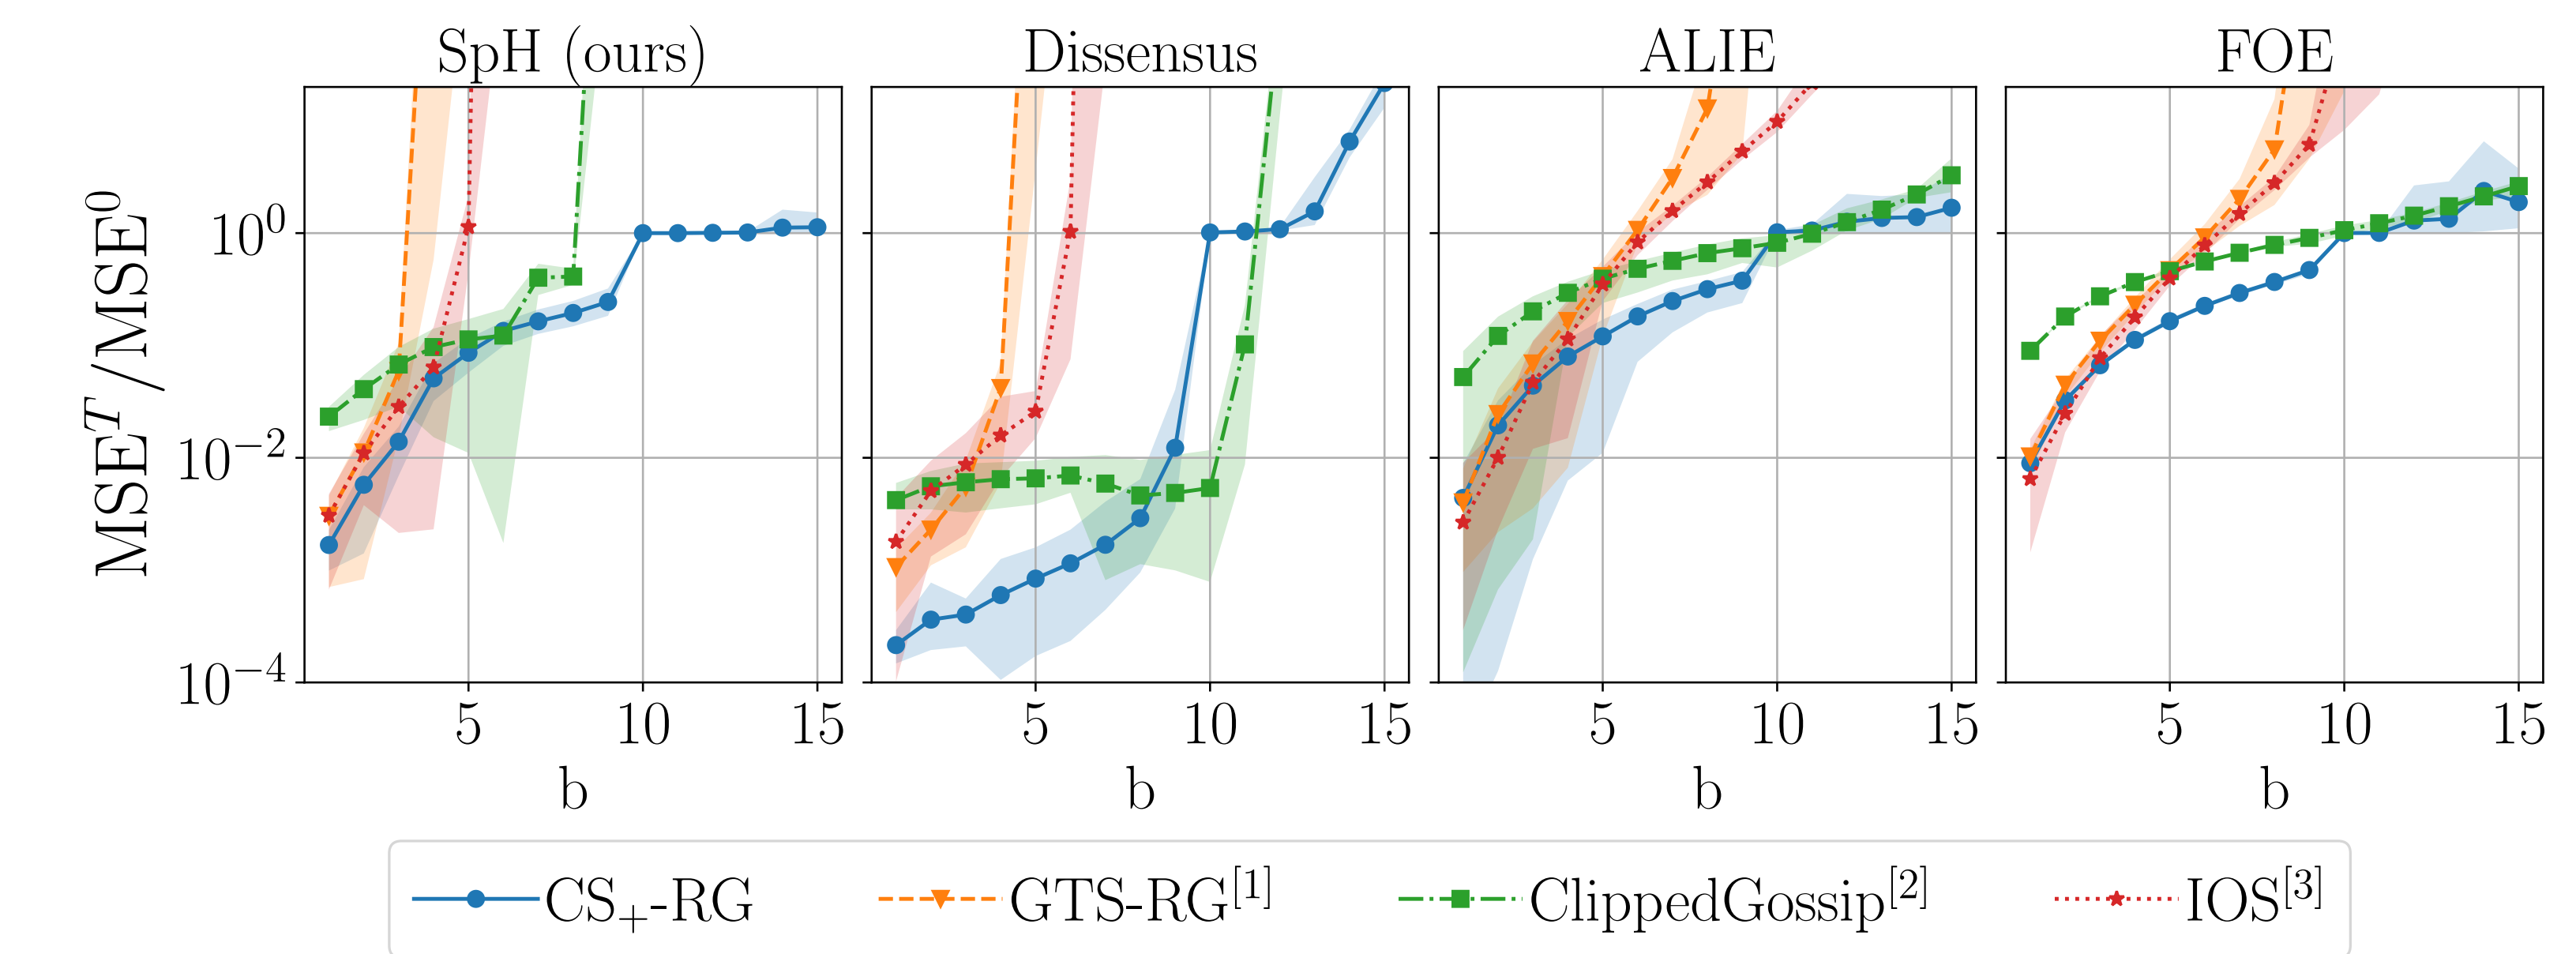 SpH (ours) Dissensus ALIE FOE
MSE^T/MSE^0
10^0
10^−2
10^−4
5 10 15 5 10 15 5 10 15 5 10 15
b b b b
CS_+-RG GTS-RG^[1] ClippedGossip^[2] IOS^[3]